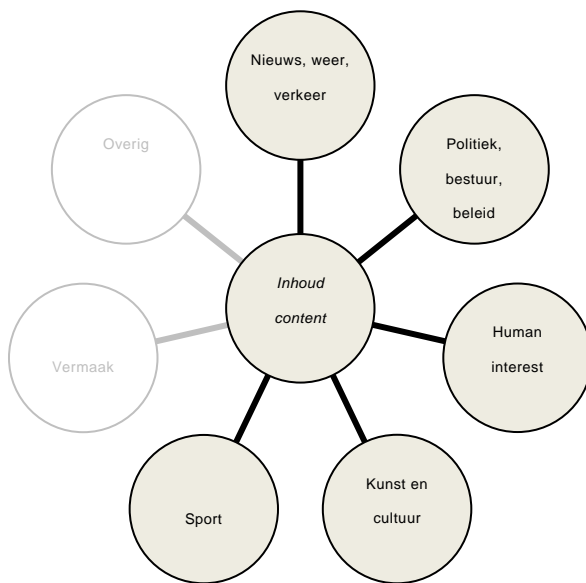 Nieuws, weer,
verkeer
Politiek,
bestuur,
beleid
Human
interest
Kunst en
cultuur
Sport
Vermaak
Overig
Inhoud
content